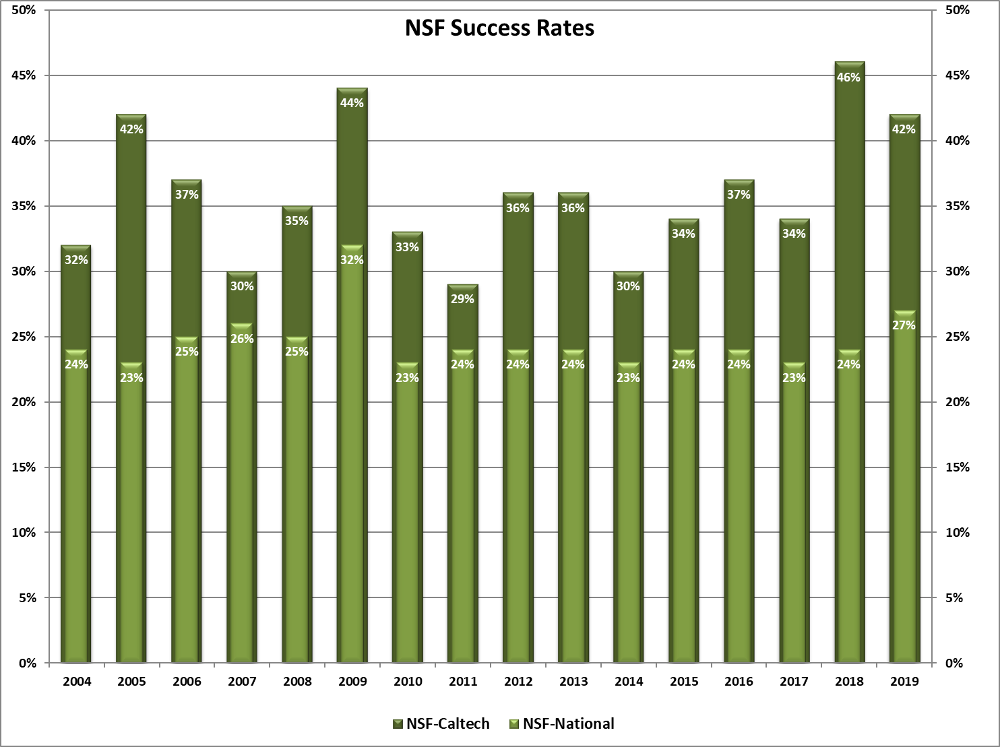 NSF Success Rates
50% 50%
45% 45%
40% 40%
35% 35%
30% 30%
25% 25%
20% 20%
15% 15%
10% 10%
5% 5%
0% 0%
32% 42% 37% 30% 35% 44% 33% 29% 36% 36% 30% 34% 37% 34% 46% 42%
24% 23% 25% 26% 25% 32% 23% 24% 24% 24% 23% 24% 24% 23% 24% 27%
2004 2005 2006 2007 2008 2009 2010 2011 2012 2013 2014 2015 2016 2017 2018 2019
NSF-Caltech NSF-National